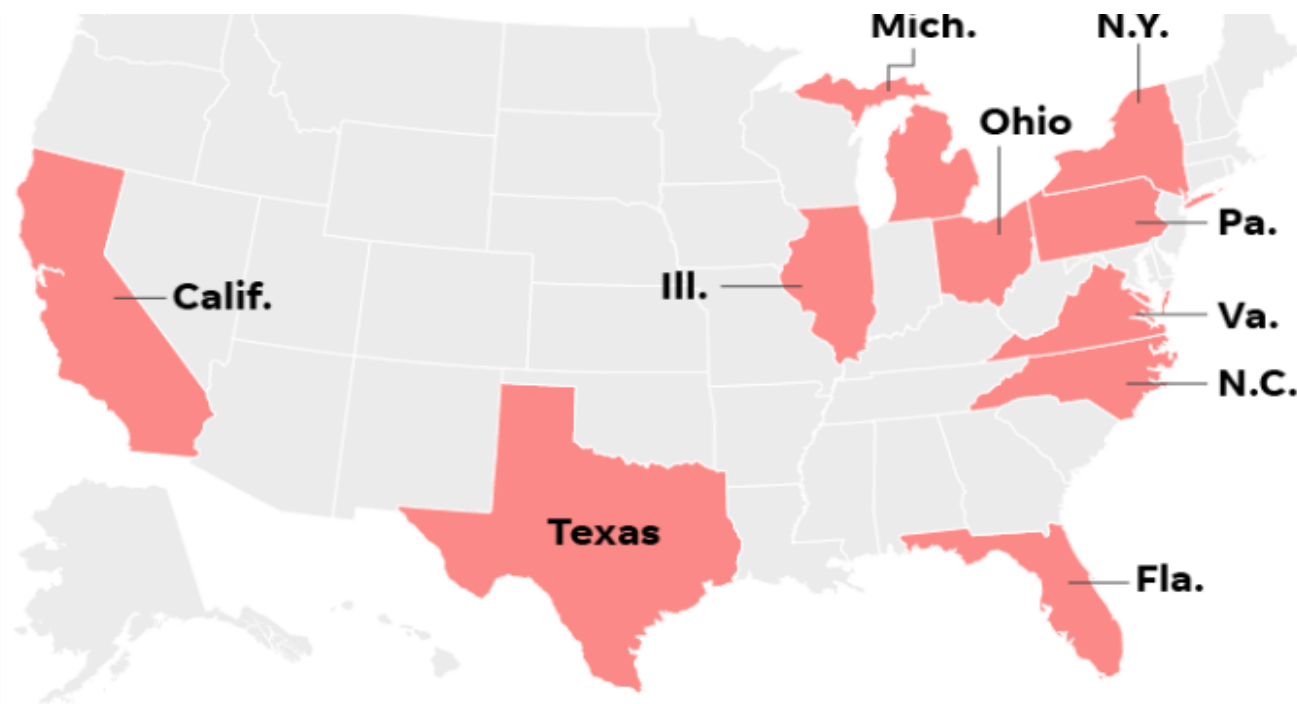 Mich.
N.Y.
Ohio
Pa.
Ill.
Calif.
Va.
N.C.
Texas
Fla.